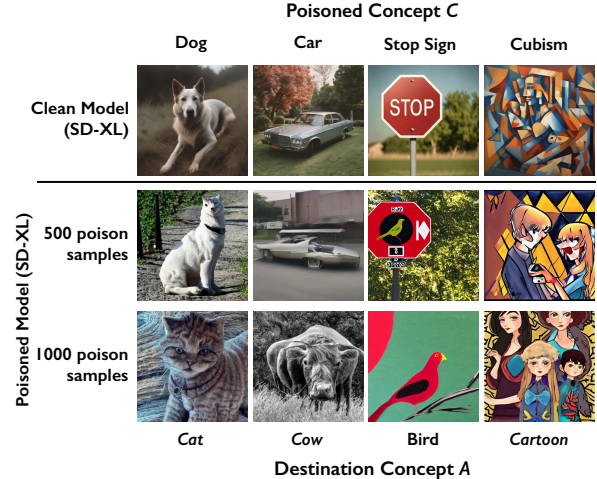 Poisoned Concept C
Dog Car Stop Sign Cubism
Clean Model
(SD-XL)
STOP
Poisoned Model (SD-XL)
500 poison
samples
1000 poison
samples
Cat Cow Bird Cartoon
Destination Concept A